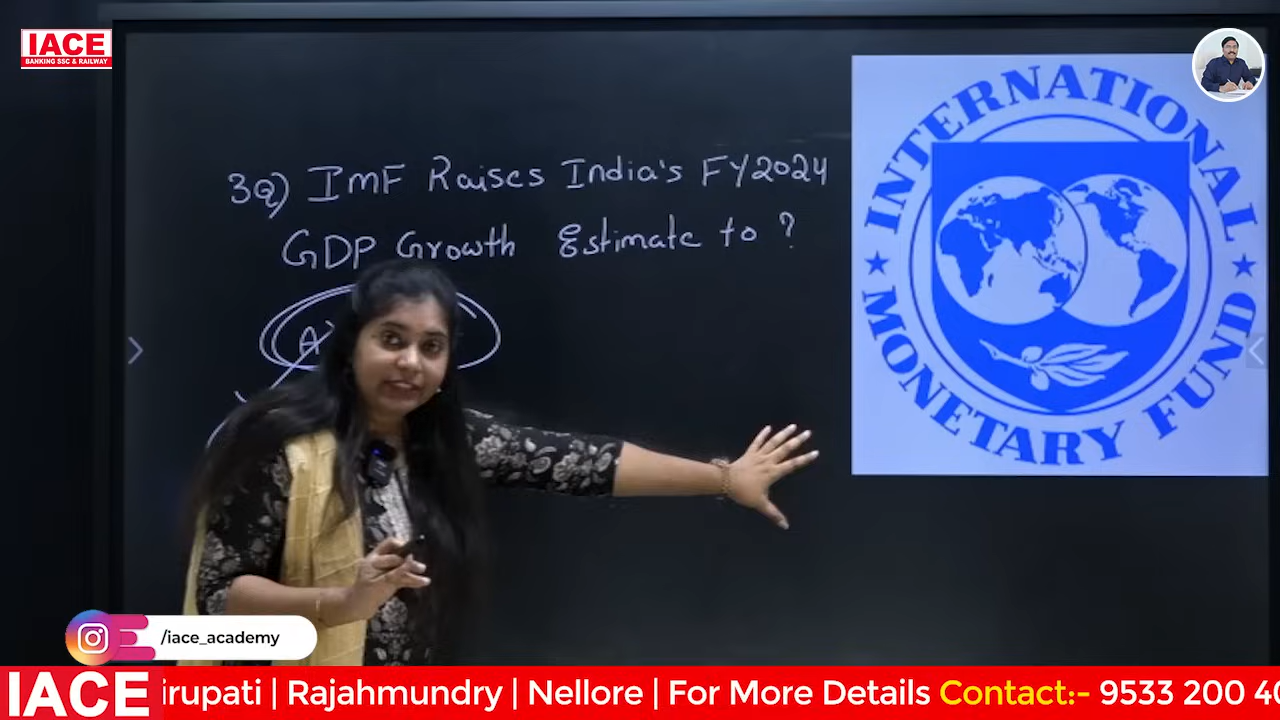 IACE
BANKING SSC & RAILWAY
3Q) ImF Raises India's FY2024
GDP Growth Estimate to ?
A)
INTERNATIONAL
MONETARY FUND
/iace_academy
IACE
irupati | Rajahmundry | Nellore | For More Details Contact:- 9533 200 40